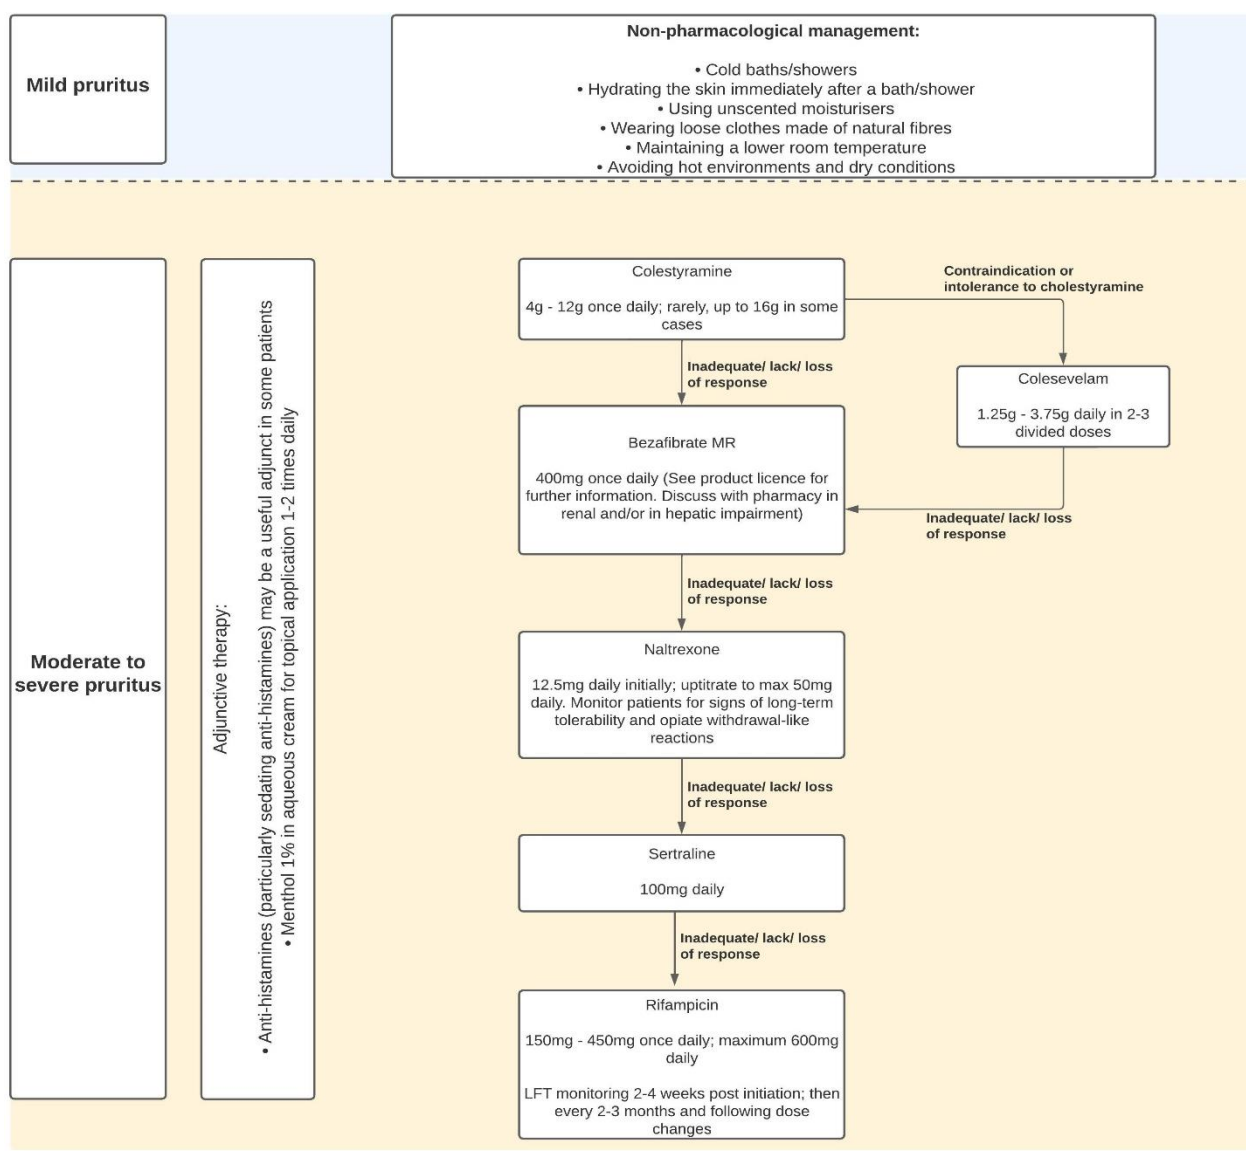 Mild pruritus
Non-pharmacological management:
• Cold baths/showers
• Hydrating the skin immediately after a bath/shower
• Using unscented moisturisers
• Wearing loose clothes made of natural fibres
• Maintaining a lower room temperature
• Avoiding hot environments and dry conditions
Moderate to
severe pruritus
Adjunctive therapy:
• Anti-histamines (particularly sedating anti-histamines) may be a useful adjunct in some patients
• Menthol 1% in aqueous cream for topical application 1-2 times daily
Colestyramine
4g - 12g once daily; rarely, up to 16g in some
cases
Contraindication or
intolerance to cholestyramine
Inadequate/ lack/ loss
of response
Colesevelam
1.25g - 3.75g daily in 2-3
divided doses
Inadequate/ lack/ loss
of response
Bezafibrate MR
400mg once daily (See product licence for
further information. Discuss with pharmacy in
renal and/or in hepatic impairment)
Inadequate/ lack/ loss
of response
Naltrexone
12.5mg daily initially; uptitrate to max 50mg
daily. Monitor patients for signs of long-term
tolerability and opiate withdrawal-like
reactions
Inadequate/ lack/ loss
of response
Sertraline
100mg daily
Inadequate/ lack/ loss
of response
Rifampicin
150mg - 450mg once daily; maximum 600mg
daily
LFT monitoring 2-4 weeks post initiation; then
every 2-3 months and following dose
changes